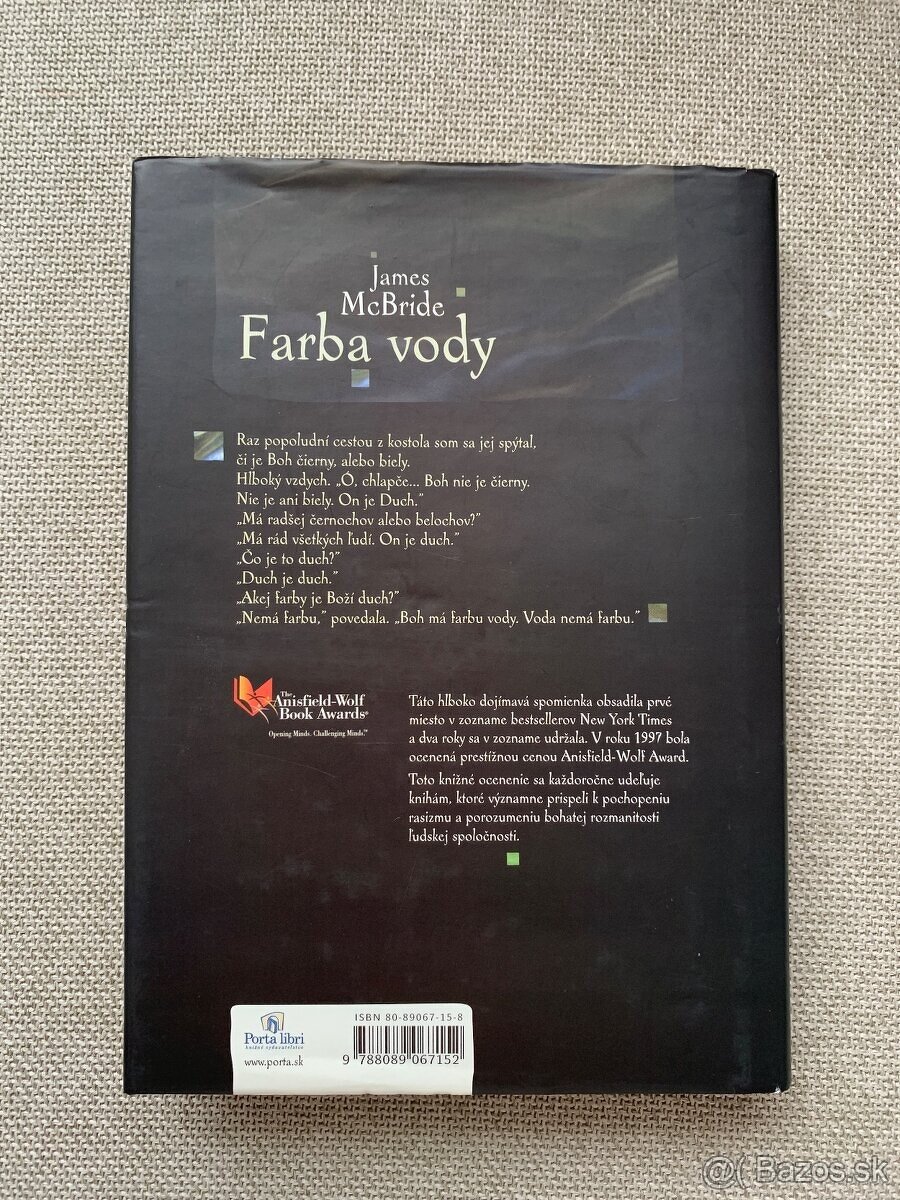 James
McBride
Farba vody
Raz popoludní cestou z kostola som sa jej spýtal,
či je Boh čierny, alebo biely.
Hlboký vzdych. „Ó, chlapče... Boh nie je čierny.
Nie je ani biely. On je Duch.”
„Má radšej černochov alebo belochov?”
„Má rád všetkých ľudí. On je duch.”
„Čo je to duch?”
„Duch je duch.”
„Akej farby je Boží duch?”
„Nemá farbu,” povedala. „Boh má farbu vody. Voda nemá farbu.”
The
Anisfield-Wolf
Book Awards®
Opening Minds. Challenging Minds.™
Táto hlboko dojímavá spomienka obsadila prvé
miesto v zozname bestsellerov New York Times
a dva roky sa v zozname udržala. V roku 1997 bola
ocenená prestížnou cenou Anisfield-Wolf Award.
Toto knižné ocenenie sa každoročne udeľuje
knihám, ktoré významne prispeli k pochopeniu
rasizmu a porozumeniu bohatej rozmanitosti
ľudskej spoločnosti.
Porta libri
knižné vydavateľstvo
www.porta.sk
ISBN 80-89067-15-8
9 788089 067152
@( Bazos.sk